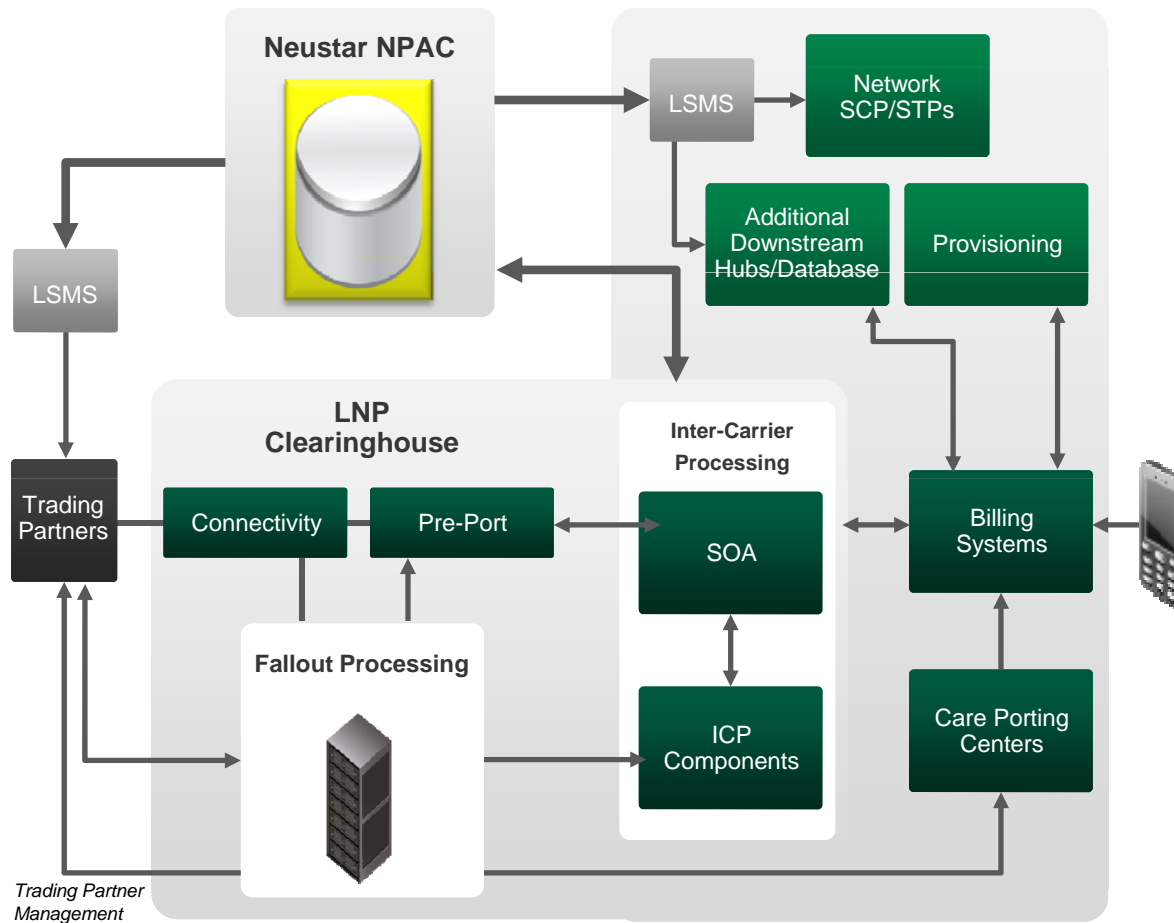 Neustar NPAC
LSMS
Network
SCP/STPs
Additional
Downstream
Hubs/Database
Provisioning
LSMS
LNP
Clearinghouse
Inter-Carrier
Processing
Trading
Partners
Connectivity
Pre-Port
SOA
Billing
Systems
Fallout Processing
ICP
Components
Care Porting
Centers
Trading Partner
Management